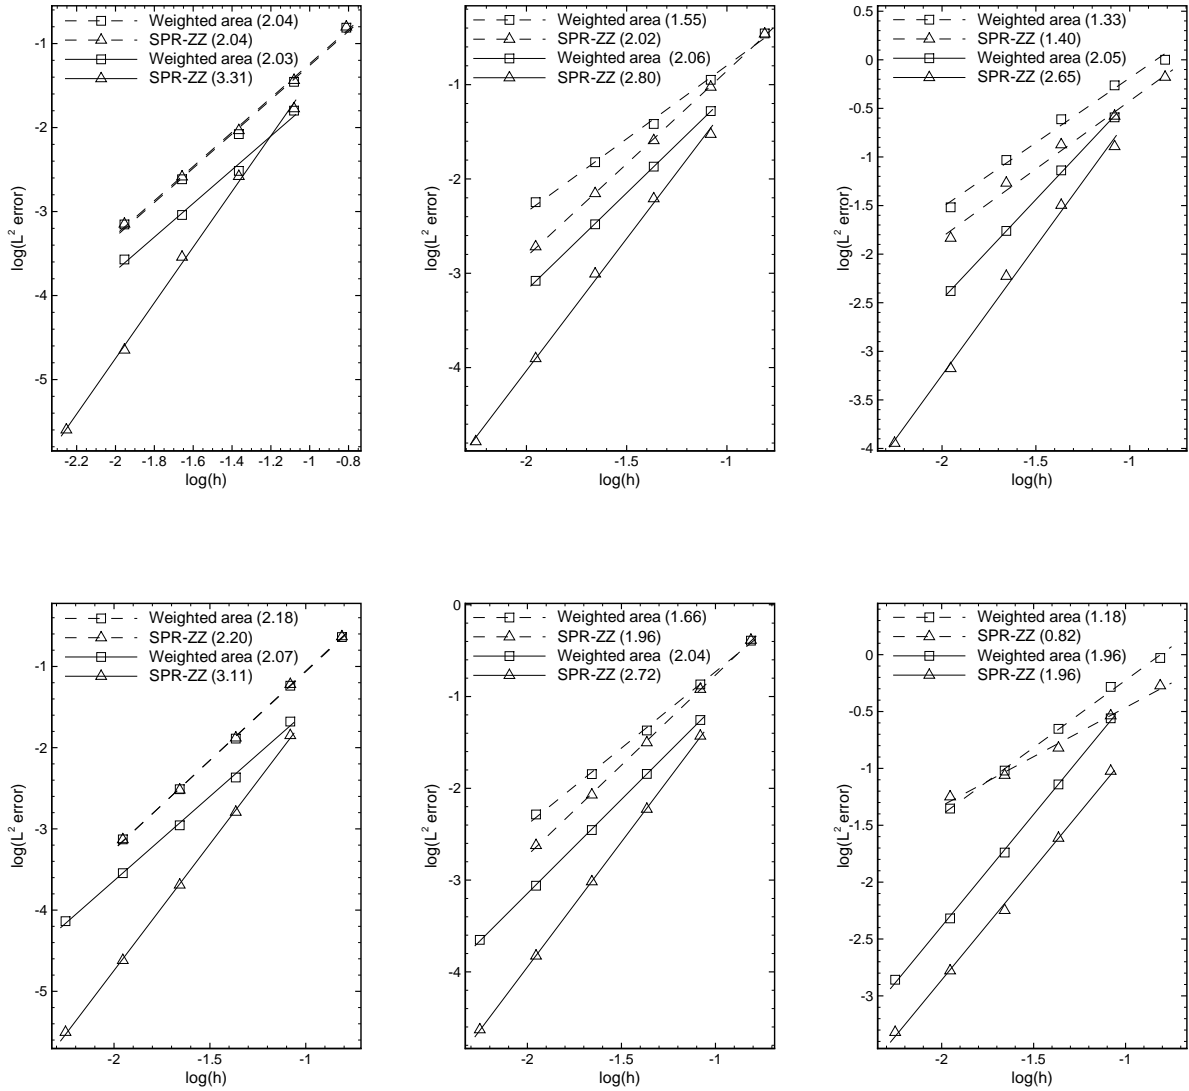 Weighted area (2.04)
SPR-ZZ (2.04)
Weighted area (2.03)
SPR-ZZ (3.31)
-1
-2
-3
-4
-5
log(L² error)
-2.2 -2 -1.8 -1.6 -1.4 -1.2 -1 -0.8
log(h)
Weighted area (1.55)
SPR-ZZ (2.02)
Weighted area (2.06)
SPR-ZZ (2.80)
-1
-2
-3
-4
log(L² error)
-2 -1.5 -1
log(h)
Weighted area (1.33)
SPR-ZZ (1.40)
Weighted area (2.05)
SPR-ZZ (2.65)
0.5
0
-0.5
-1
-1.5
-2
-2.5
-3
-3.5
-4
log(L² error)
-2 -1.5 -1
log(h)
Weighted area (2.18)
SPR-ZZ (2.20)
Weighted area (2.07)
SPR-ZZ (3.11)
-1
-2
-3
-4
-5
log(L² error)
-2 -1.5 -1
log(h)
Weighted area (1.66)
SPR-ZZ (1.96)
Weighted area (2.04)
SPR-ZZ (2.72)
0
-1
-2
-3
-4
log(L² error)
-2 -1.5 -1
log(h)
Weighted area (1.18)
SPR-ZZ (0.82)
Weighted area (1.96)
SPR-ZZ (1.96)
0
-0.5
-1
-1.5
-2
-2.5
-3
log(L² error)
-2 -1.5 -1
log(h)